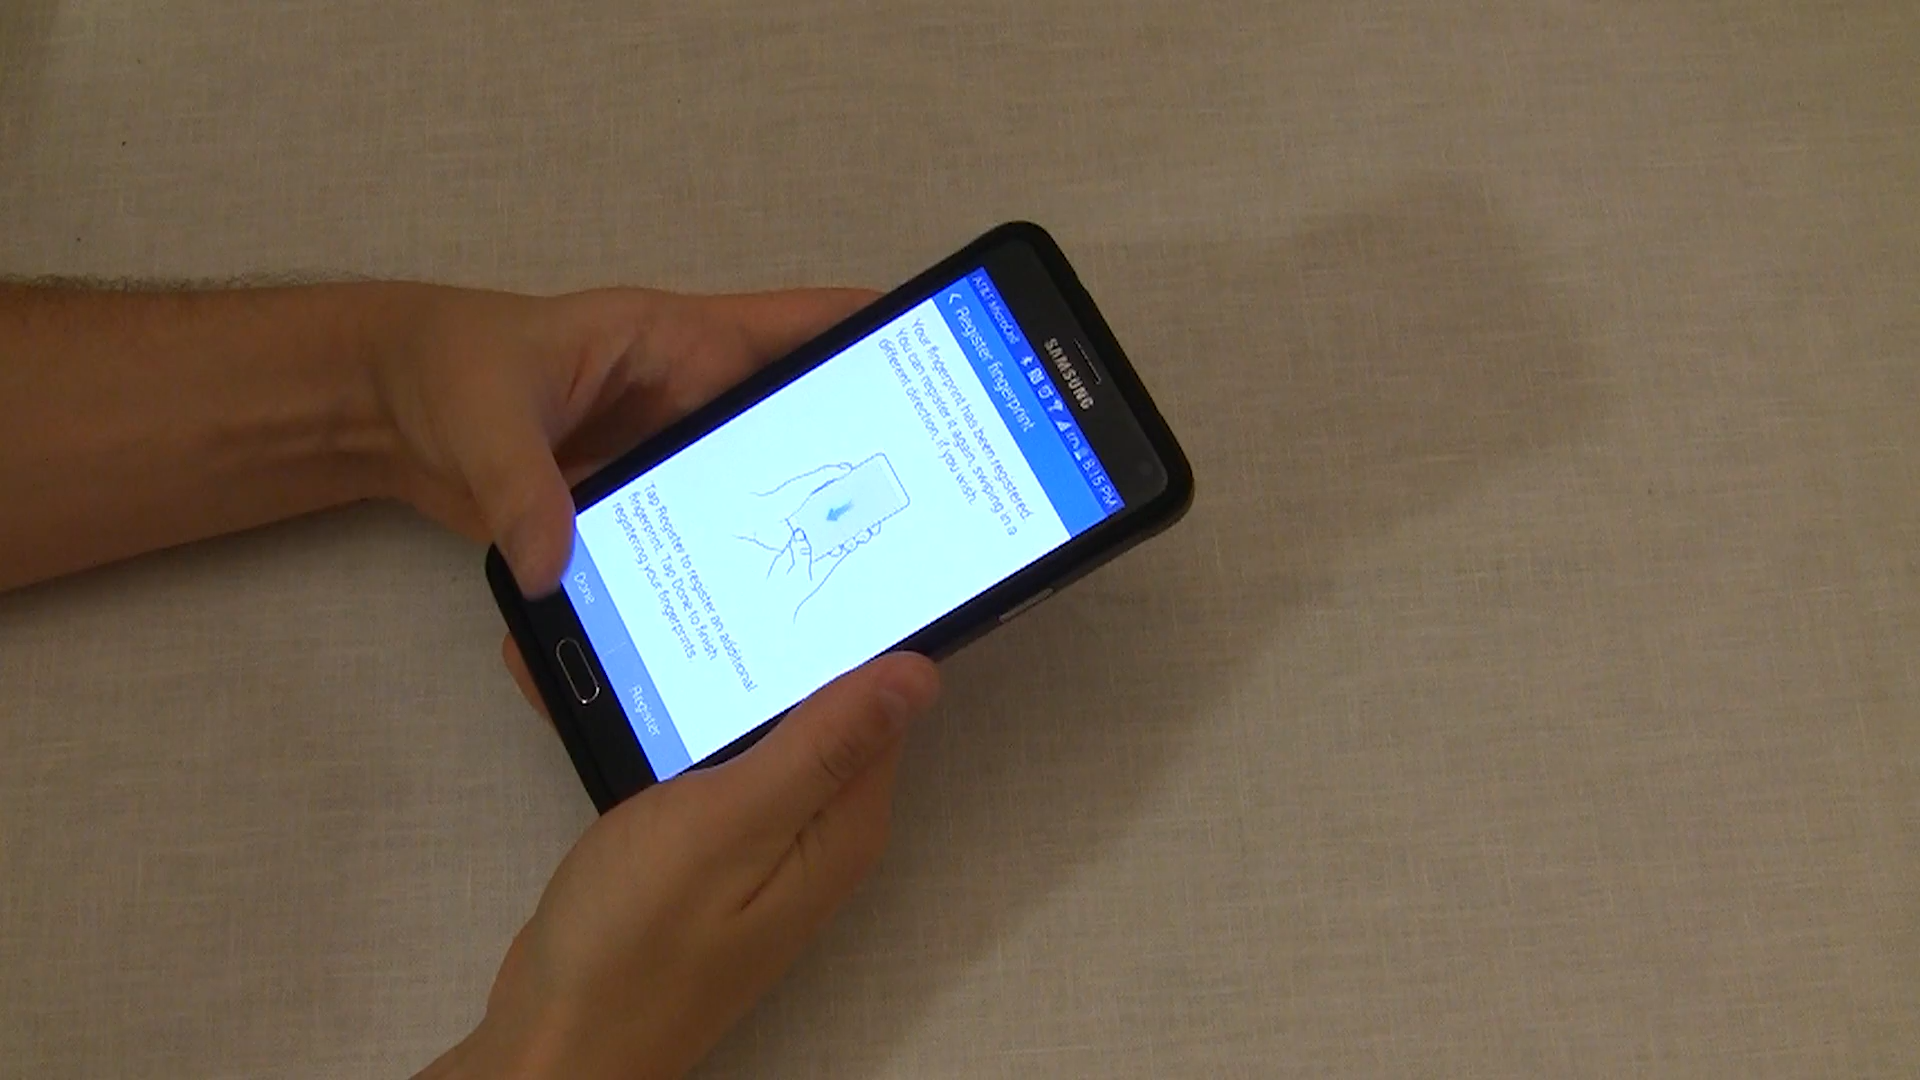 SAMSUNG
AT&T MicroCell 8:15 PM
Register fingerprint
Your fingerprint has been registered.
You can register it again, swiping in a
different direction, if you wish.
Tap Register to register an additional
fingerprint. Tap Done to finish
registering your fingerprints.
Done Register